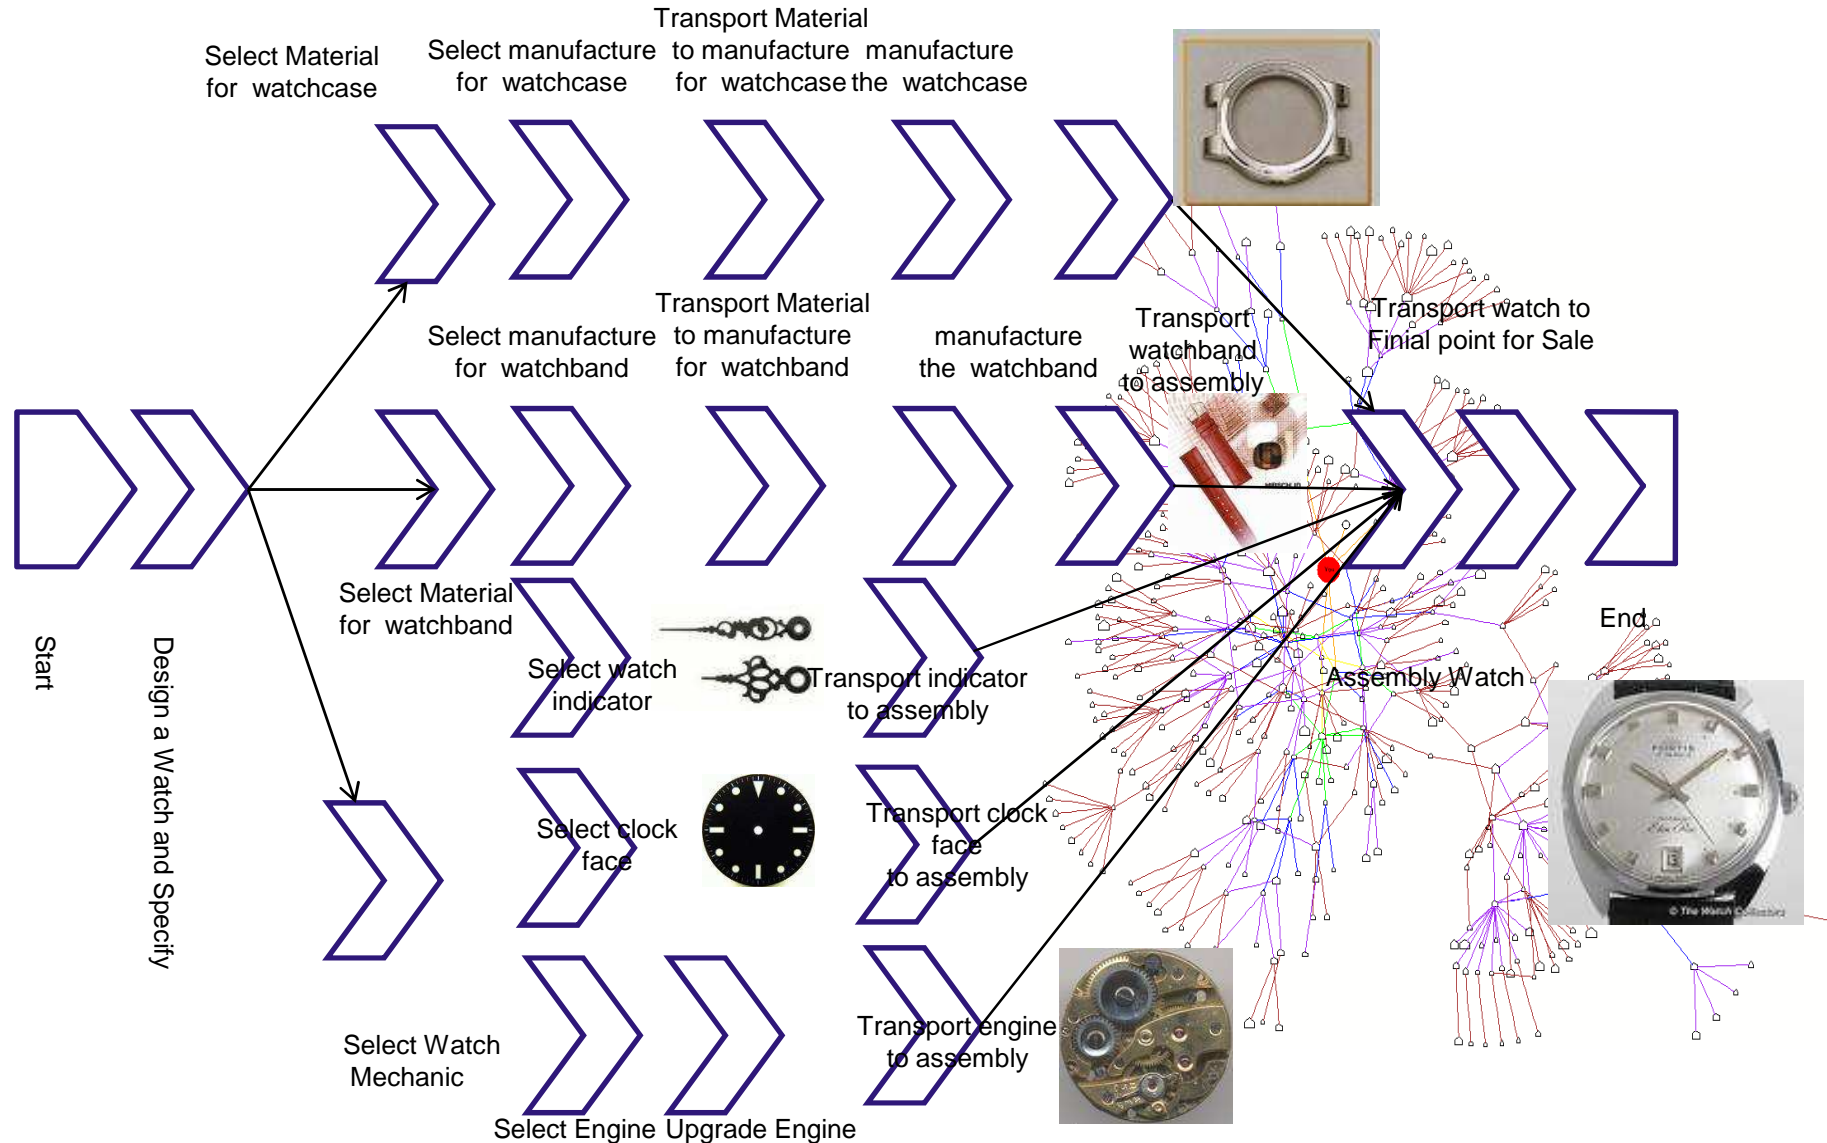 Select Material
for watchcase
Select manufacture
for watchcase
Transport Material
to manufacture
for watchcase
manufacture
the watchcase
Select manufacture
for watchband
Transport Material
to manufacture
for watchband
manufacture
the watchband
Transport
watchband
to assembly
Transport watch to
Finial point for Sale
Start
Design a Watch and Specify
Select Material
for watchband
Select watch
indicator
Transport indicator
to assembly
Assembly Watch
End
Select clock
face
Transport clock
face
to assembly
Select Watch
Mechanic
Select Engine
Upgrade Engine
Transport engine
to assembly
FORTIS
© The Watch Collectors